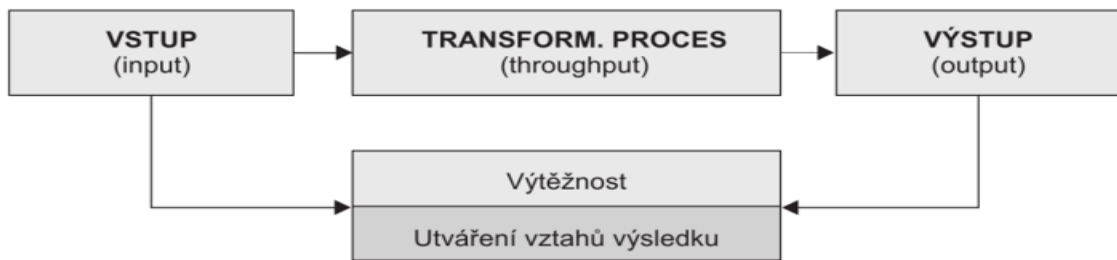 VSTUP
(input)
TRANSFORM. PROCES
(throughput)
VÝSTUP
(output)
Výtěžnost
Utváření vztahů výsledku